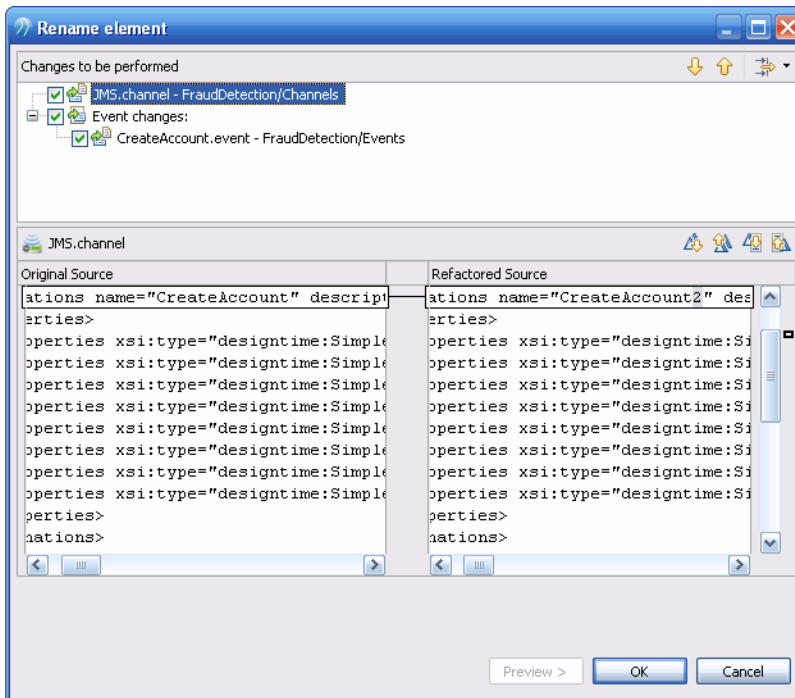 Rename element
Changes to be performed
JMS.channel - FraudDetection/Channels
Event changes:
CreateAccount.event - FraudDetection/Events
JMS.channel
Original Source
Refactored Source
ations name="CreateAccount" descript
ations name="CreateAccount2" des
erties>
erties>
operties xsi:type="designtime:Simple
operties xsi:type="designtime:Si
operties xsi:type="designtime:Simple
operties xsi:type="designtime:Si
operties xsi:type="designtime:Simple
operties xsi:type="designtime:Si
operties xsi:type="designtime:Simple
operties xsi:type="designtime:Si
operties xsi:type="designtime:Simple
operties xsi:type="designtime:Si
operties xsi:type="designtime:Simple
operties xsi:type="designtime:Si
operties xsi:type="designtime:Simple
operties xsi:type="designtime:Si
operties xsi:type="designtime:Simple
operties xsi:type="designtime:Si
perties>
perties>
nations>
nations>
Preview >
OK
Cancel